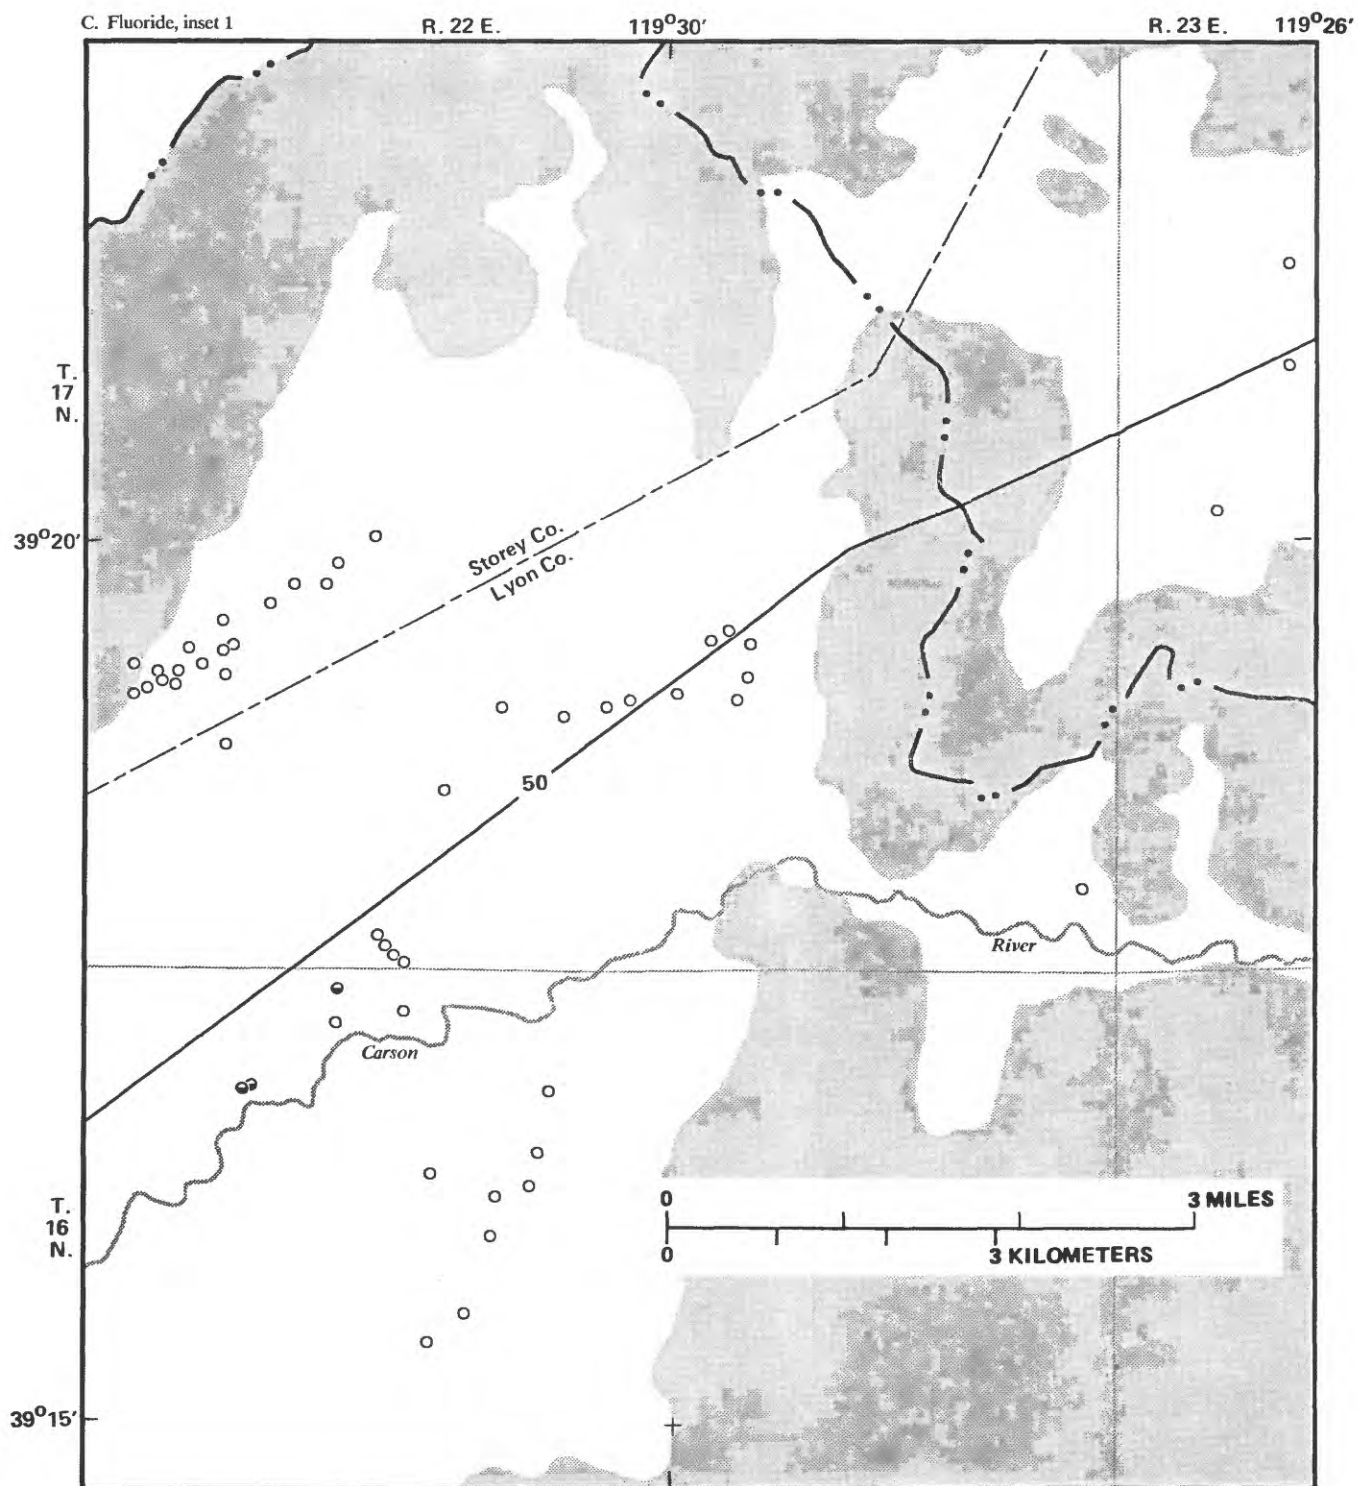 C. Fluoride, inset 1
R. 22 E.
119°30′
R. 23 E.
119°26′
T.
17
N.
39°20′
Storey Co.
Lyon Co.
50
River
Carson
T.
16
N.
0
3 MILES
0
3 KILOMETERS
39°15′